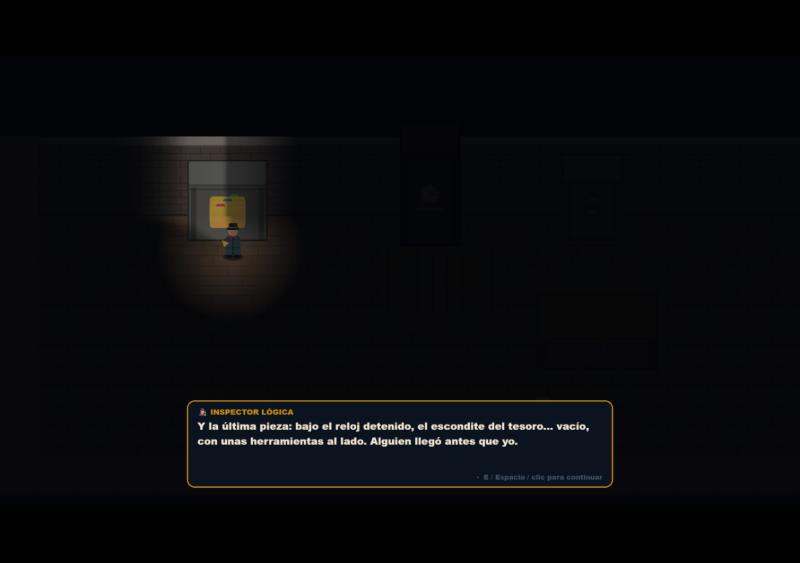 INSPECTOR LÓGICA
Y la última pieza: bajo el reloj detenido, el escondite del tesoro... vacío,
con unas herramientas al lado. Alguien llegó antes que yo.
- E / Espacio / clic para continuar